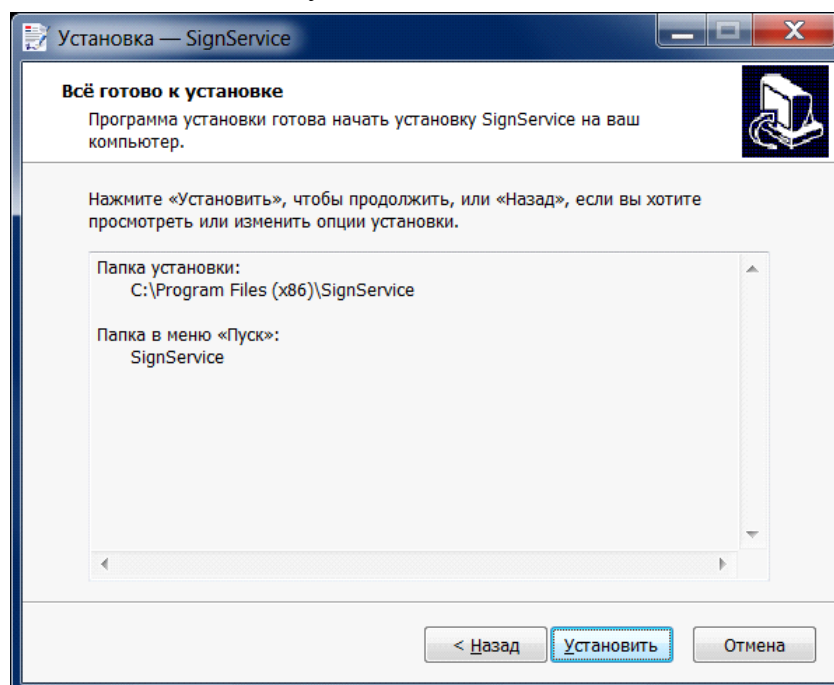 Установка — SignService
Всё готово к установке
Программа установки готова начать установку SignService на ваш
компьютер.
Нажмите «Установить», чтобы продолжить, или «Назад», если вы хотите
просмотреть или изменить опции установки.
Папка установки:
C:\Program Files (x86)\SignService
Папка в меню «Пуск»:
SignService
< Назад Установить Отмена